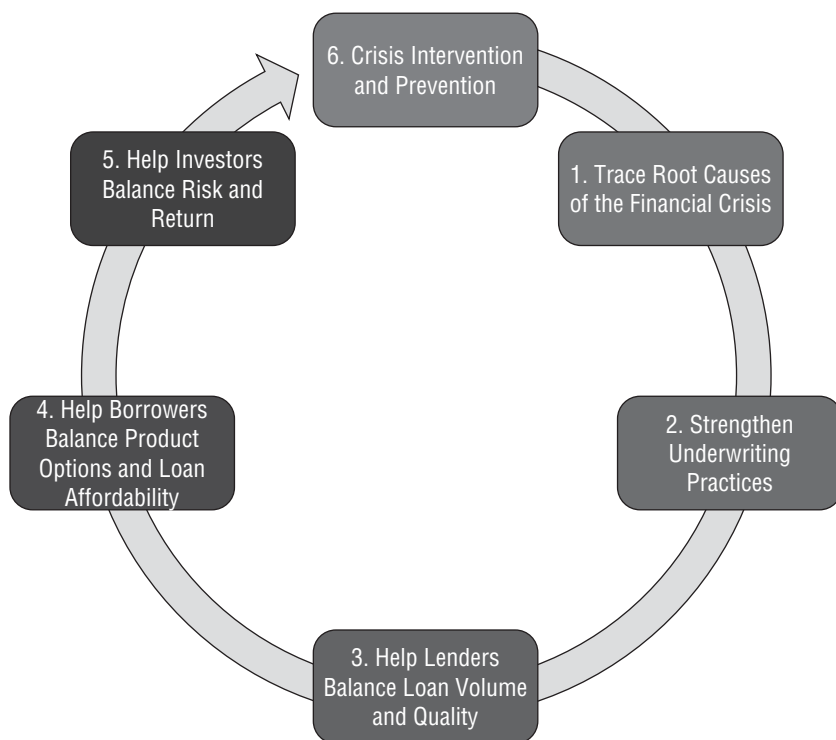 6. Crisis Intervention
and Prevention
1. Trace Root Causes
of the Financial Crisis
2. Strengthen
Underwriting
Practices
3. Help Lenders
Balance Loan Volume
and Quality
4. Help Borrowers
Balance Product
Options and Loan
Affordability
5. Help Investors
Balance Risk and
Return